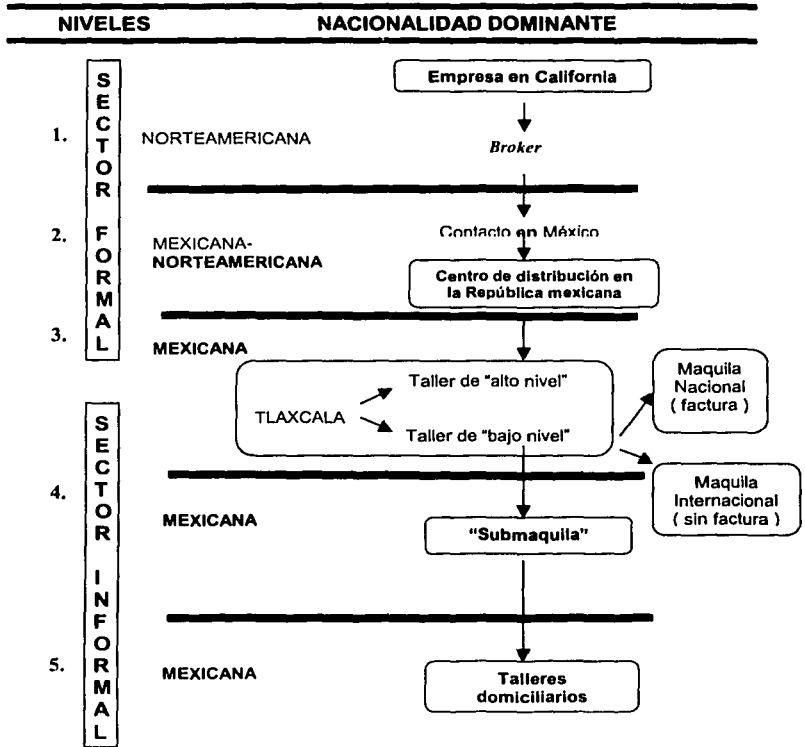 NIVELES NACIONALIDAD DOMINANTE
SECTOR FORMAL
Empresa en California
1. NORTEAMERICANA
Broker
2. MEXICANA-
NORTEAMERICANA
Contacto en México
Centro de distribución en
la República mexicana
3. MEXICANA
Taller de "alto nivel"
TLAXCALA
Taller de "bajo nivel"
Maquila
Nacional
( factura )
Maquila
Internacional
( sin factura )
SECTOR INFORMAL
4. MEXICANA
"Submaquila"
5. MEXICANA
Talleres
domiciliarios